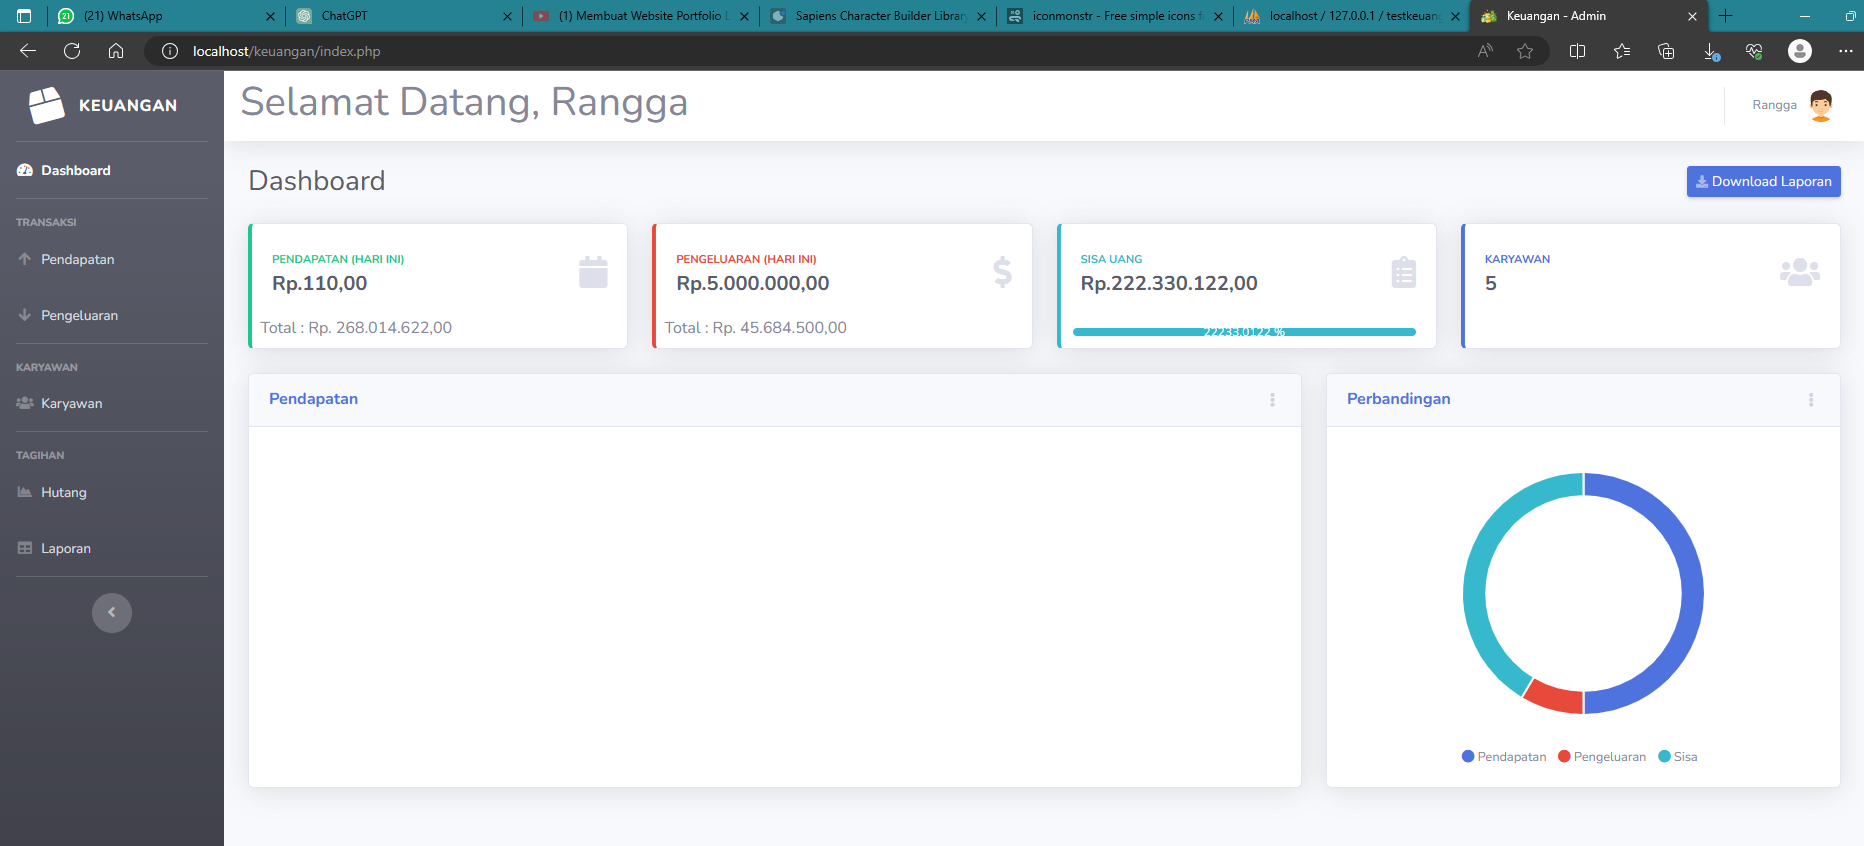 (21) WhatsApp
ChatGPT
(1) Membuat Website Portfolio
Sapiens Character Builder Library
iconmonstr - Free simple icons
localhost / 127.0.0.1 / testkeuang
Keuangan - Admin
localhost/keuangan/index.php
KEUANGAN
Selamat Datang, Rangga
Rangga
Dashboard
TRANSAKSI
Pendapatan
Pengeluaran
KARYAWAN
Karyawan
TAGIHAN
Hutang
Laporan
Dashboard
Download Laporan
PENDAPATAN (HARI INI)
Rp.110,00
Total : Rp. 268.014.622,00
PENGELUARAN (HARI INI)
Rp.5.000.000,00
Total : Rp. 45.684.500,00
SISA UANG
Rp.222.330.122,00
22233.0122 %
KARYAWAN
5
Pendapatan
Perbandingan
Pendapatan Pengeluaran Sisa